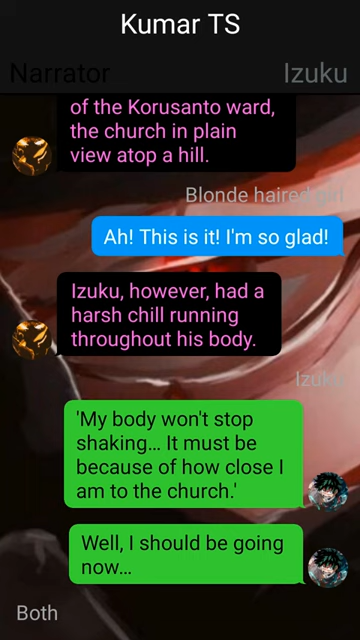 Kumar TS
Narrator
Izuku
of the Korusanto ward,
the church in plain
view atop a hill.
Blonde haired girl
Ah! This is it! I'm so glad!
Izuku, however, had a
harsh chill running
throughout his body.
Izuku
'My body won't stop
shaking... It must be
because of how close I
am to the church.'
Well, I should be going
now...
Both